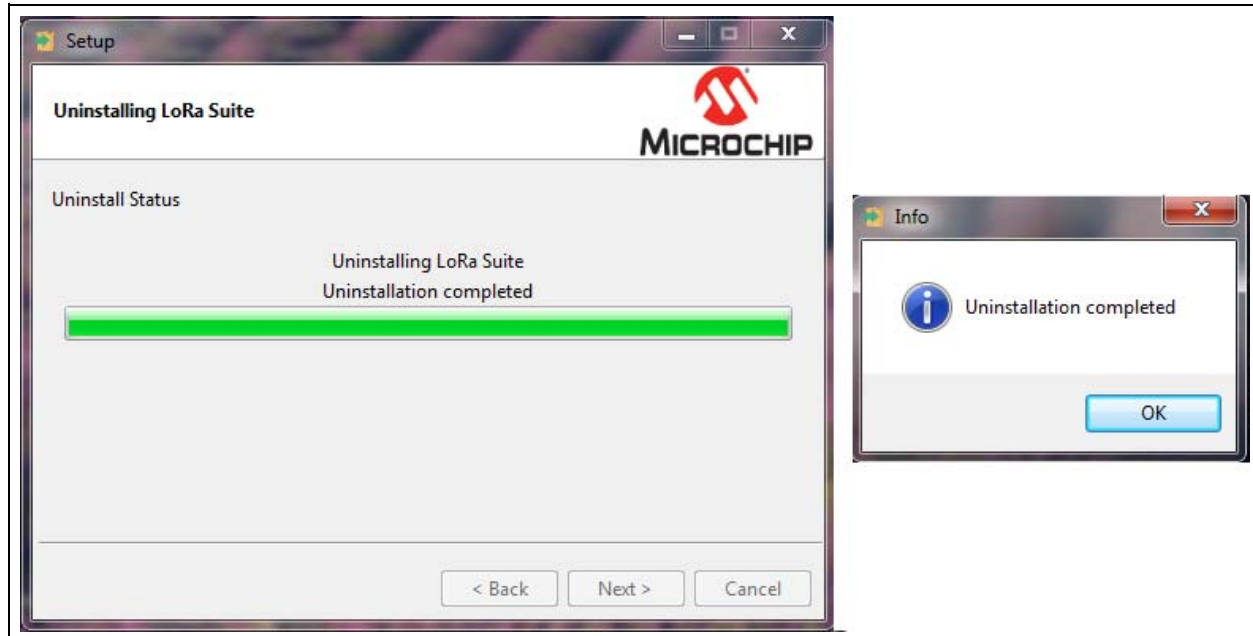 Setup
Uninstalling LoRa Suite
MICROCHIP
Uninstall Status
Uninstalling LoRa Suite
Uninstallation completed
< Back Next > Cancel
Info
Uninstallation completed
OK